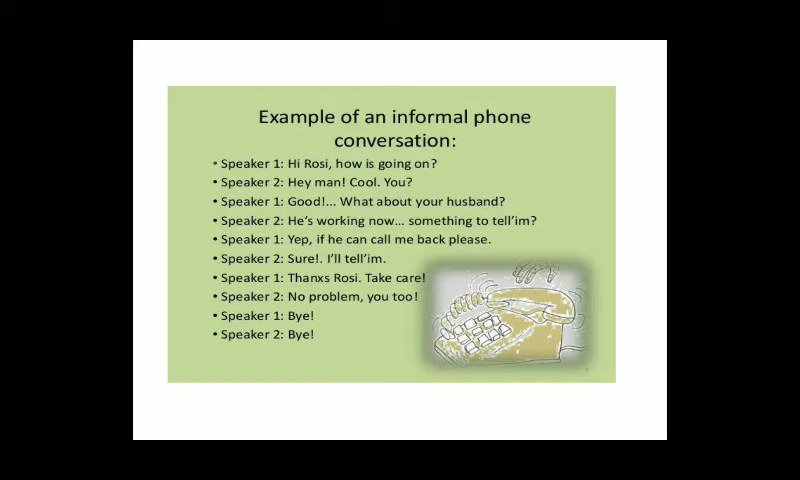 Example of an informal phone
conversation:
• Speaker 1: Hi Rosi, how is going on?
• Speaker 2: Hey man! Cool. You?
• Speaker 1: Good!... What about your husband?
• Speaker 2: He's working now... something to tell'im?
• Speaker 1: Yep, if he can call me back please.
• Speaker 2: Sure!. I'll tell'im.
• Speaker 1: Thanxs Rosi. Take care!
• Speaker 2: No problem, you too!
• Speaker 1: Bye!
• Speaker 2: Bye!